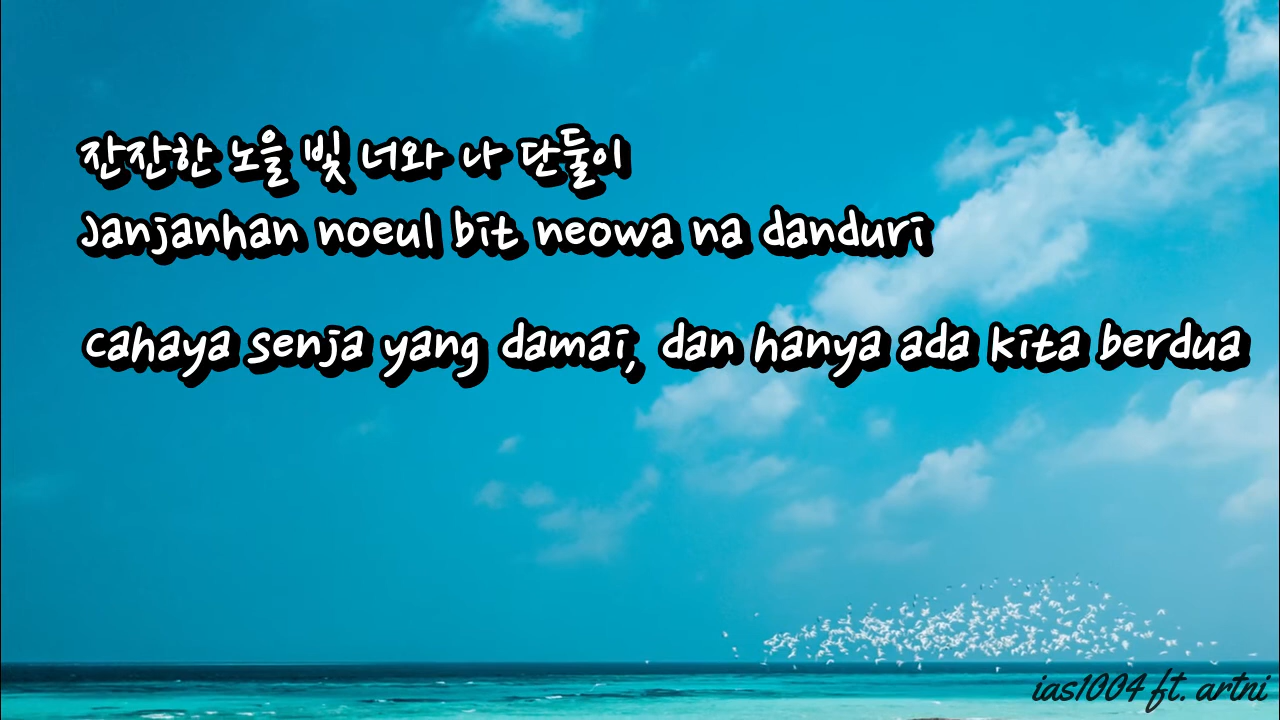 잔잔한 노을 빛 너와 나 단둘이
Janjanhan noeul bit neowa na danduri
cahaya senja yang damai, dan hanya ada kita berdua
ias1004 ft. artni